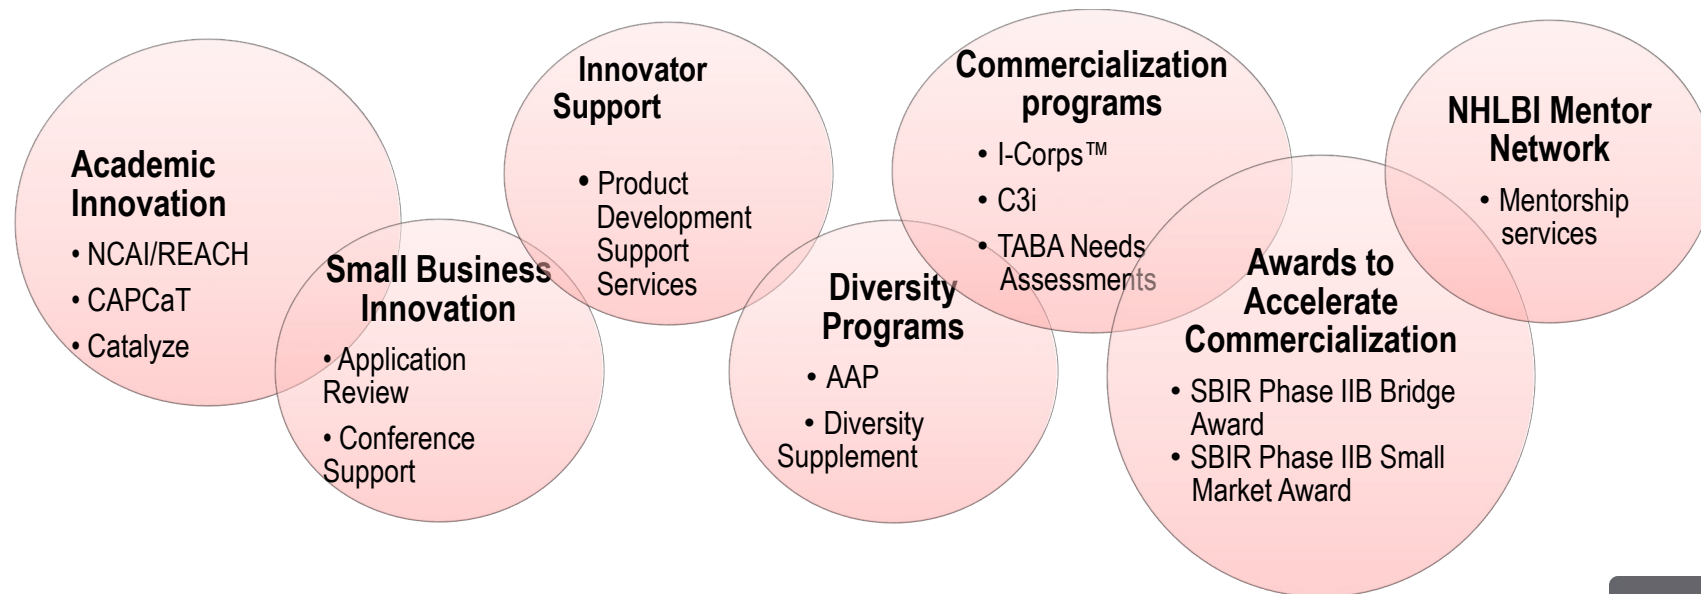 Academic
Innovation
• NCAI/REACH
• CAPCaT
• Catalyze
Small Business
Innovation
• Application
Review
• Conference
Support
Innovator
Support
• Product
Development
Support
Services
Diversity
Programs
• AAP
• Diversity
Supplement
Commercialization
programs
• I-Corps™
• C3i
• TABA Needs
Assessments
Awards to
Accelerate
Commercialization
• SBIR Phase IIB Bridge
Award
• SBIR Phase IIB Small
Market Award
NHLBI Mentor
Network
• Mentorship
services